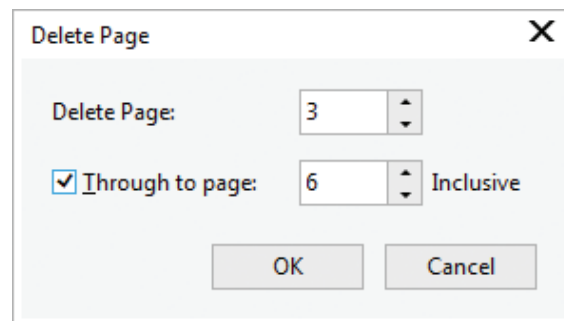 Delete Page
Delete Page: 3
Through to page: 6 Inclusive
OK Cancel